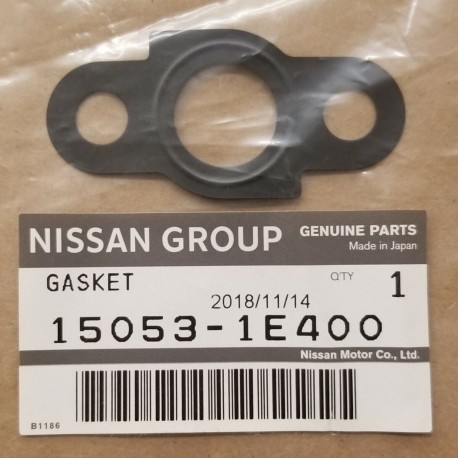 NISSAN GROUP
GENUINE PARTS
Made in Japan
GASKET
Q'TY 1
2018/11/14
15053-1E400
Nissan Motor Co., Ltd.
B1186